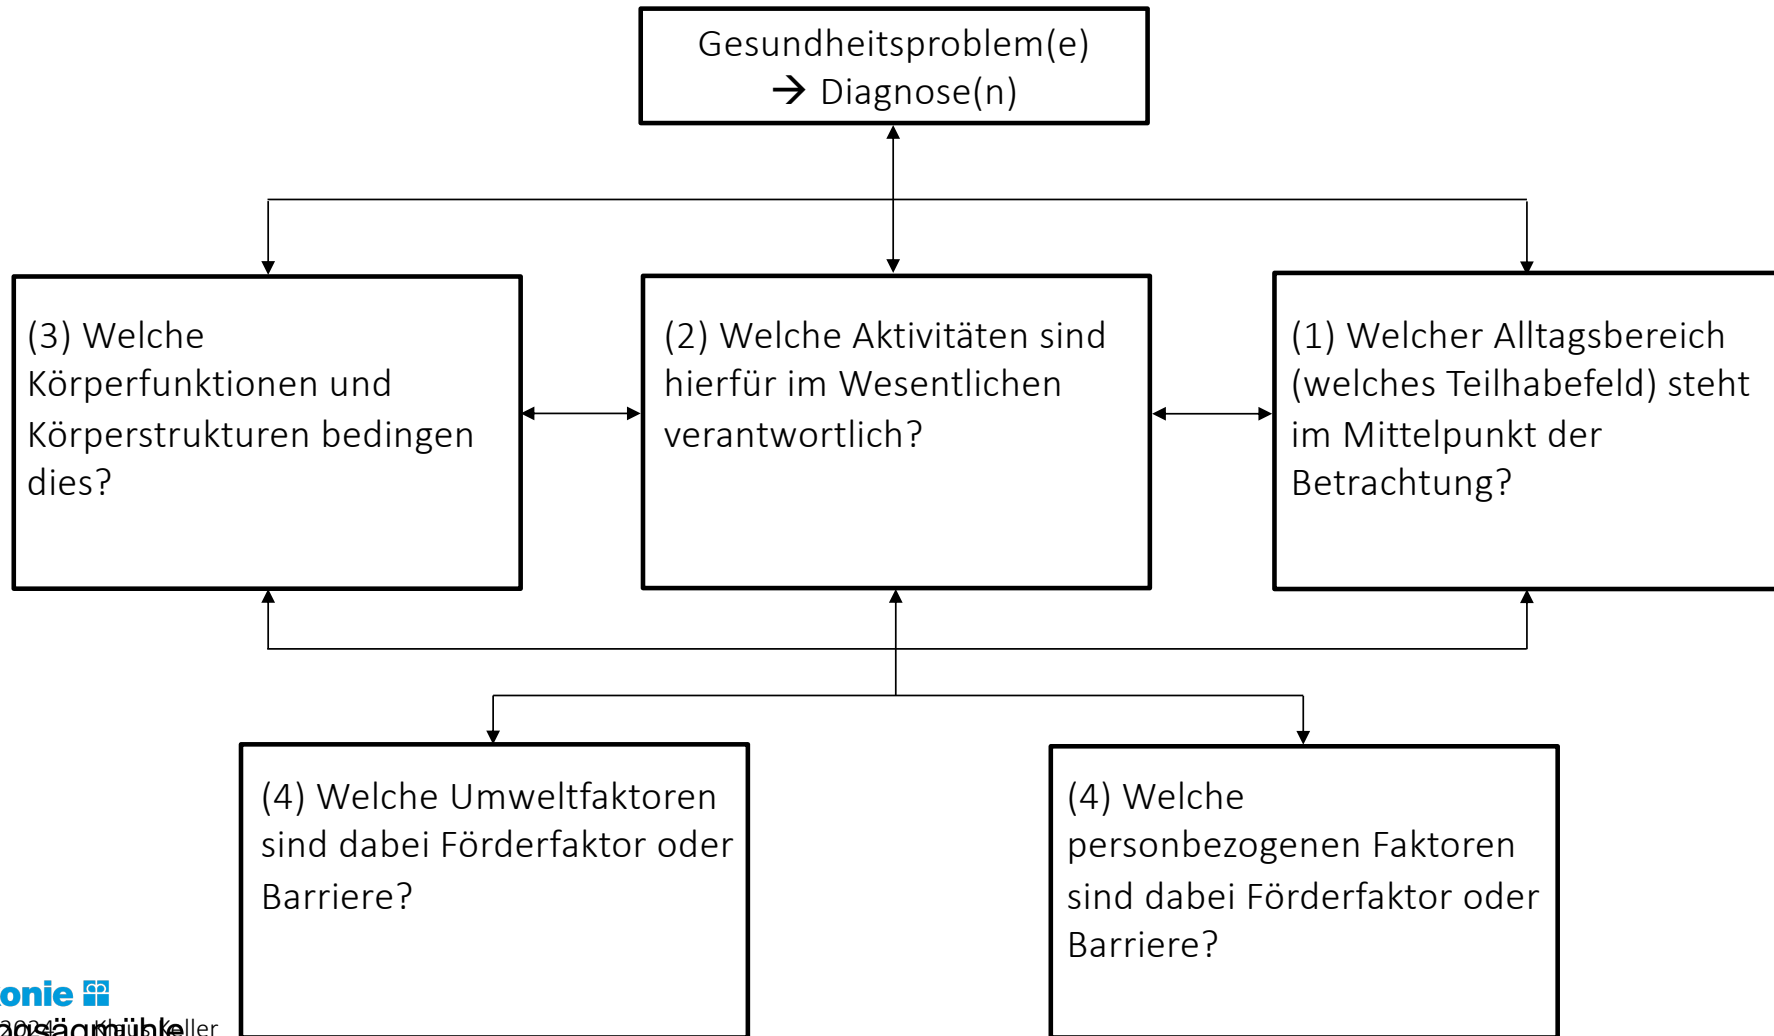 Gesundheitsproblem(e)
→ Diagnose(n)
(3) Welche
Körperfunktionen und
Körperstrukturen bedingen
dies?
(2) Welche Aktivitäten sind
hierfür im Wesentlichen
verantwortlich?
(1) Welcher Alltagsbereich
(welches Teilhabefeld) steht
im Mittelpunkt der
Betrachtung?
(4) Welche Umweltfaktoren
sind dabei Förderfaktor oder
Barriere?
(4) Welche
personbezogenen Faktoren
sind dabei Förderfaktor oder
Barriere?
onie